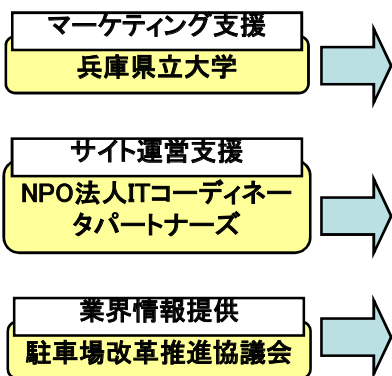 マーケティング支援
兵庫県立大学
サイト運営支援
NPO法人ITコーディネー
タパートナーズ
業界情報提供
駐車場改革推進協議会